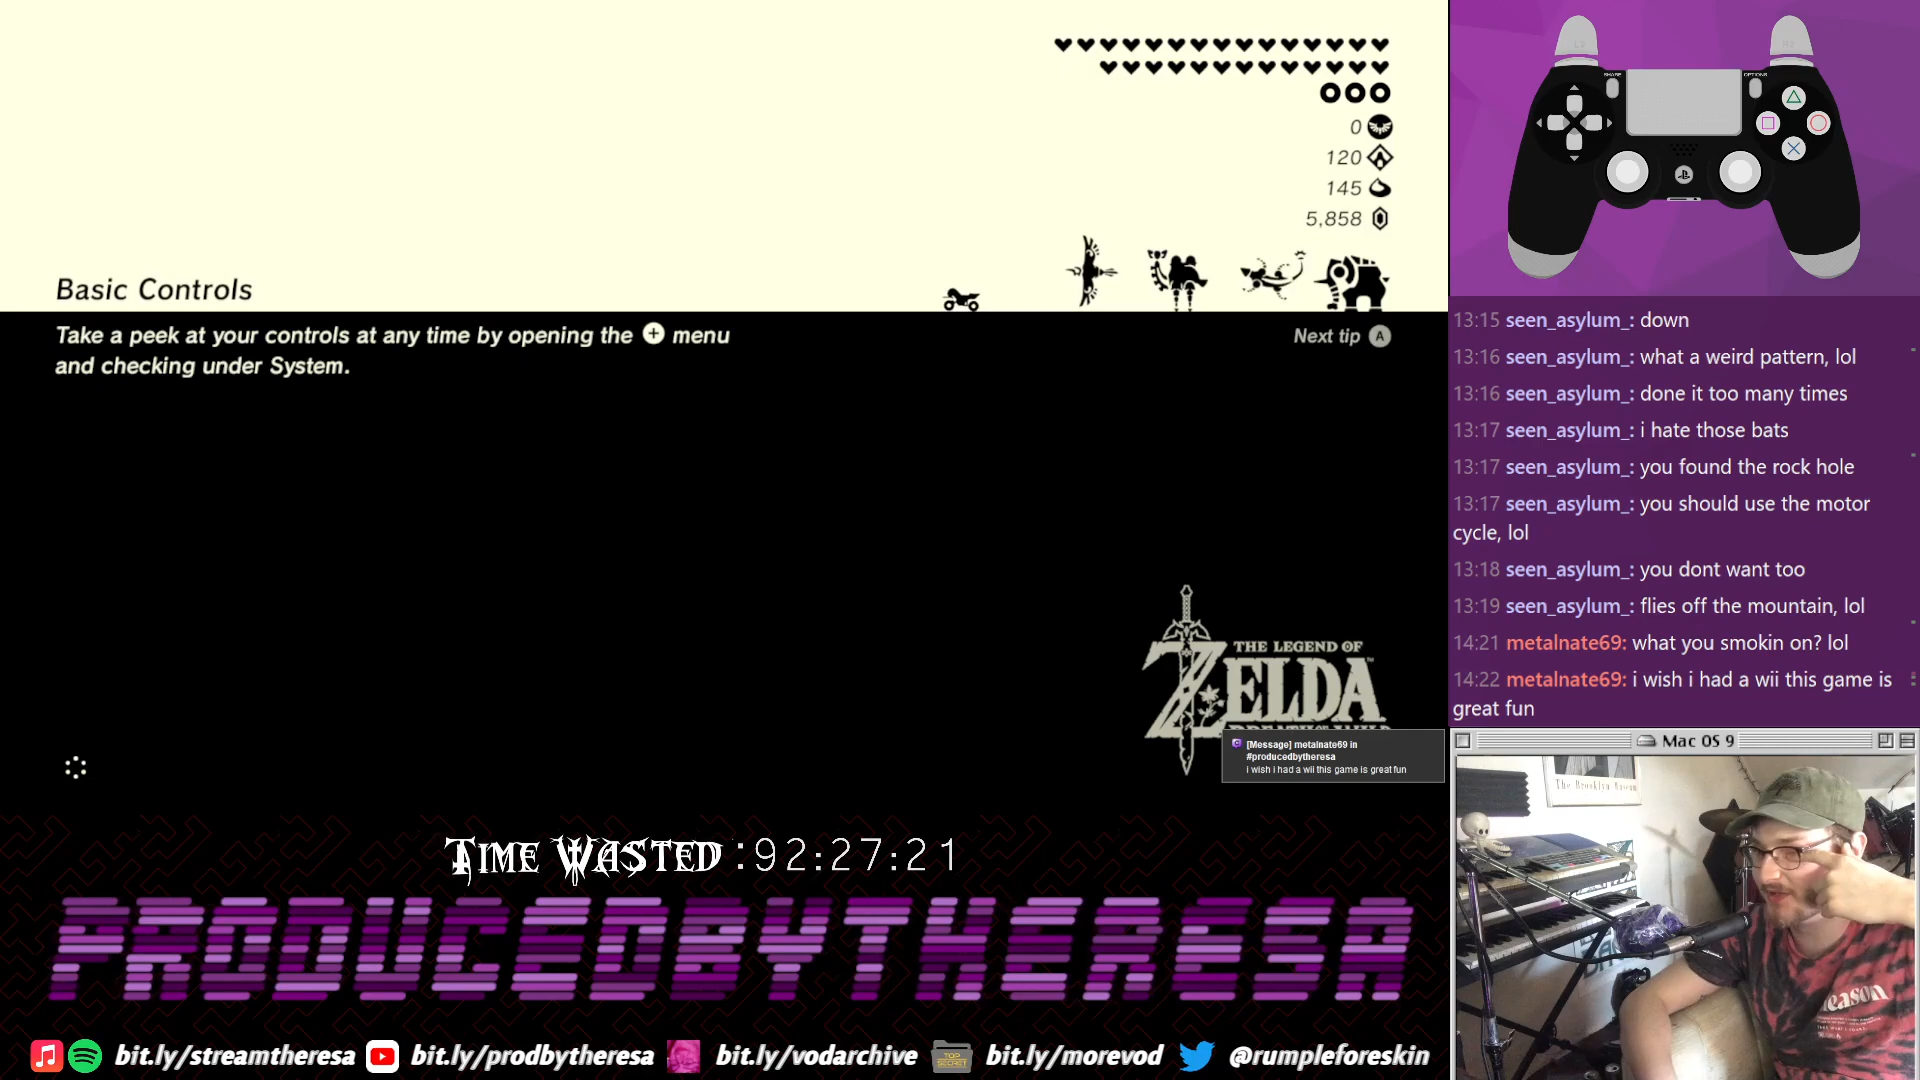 0
120
145
5,858
Basic Controls
Take a peek at your controls at any time by opening the + menu
and checking under System.
Next tip A
THE LEGEND OF
ZELDA
[Message] metalnate69 in
#producedbytheresa
i wish i had a wii this game is great fun
TIME WASTED :92:27:21
PRODUCEDBYTHERESA
bit.ly/streamtheresa
bit.ly/prodbytheresa
bit.ly/vodarchive
TOP SECRET
bit.ly/morevod
@rumpleforeskin
SHARE
OPTIONS
13:15 seen_asylum_: down
13:16 seen_asylum_: what a weird pattern, lol
13:16 seen_asylum_: done it too many times
13:17 seen_asylum_: i hate those bats
13:17 seen_asylum_: you found the rock hole
13:17 seen_asylum_: you should use the motor
cycle, lol
13:18 seen_asylum_: you dont want too
13:19 seen_asylum_: flies off the mountain, lol
14:21 metalnate69: what you smokin on? lol
14:22 metalnate69: i wish i had a wii this game is
great fun
Mac OS 9
The Brooklyn Museum